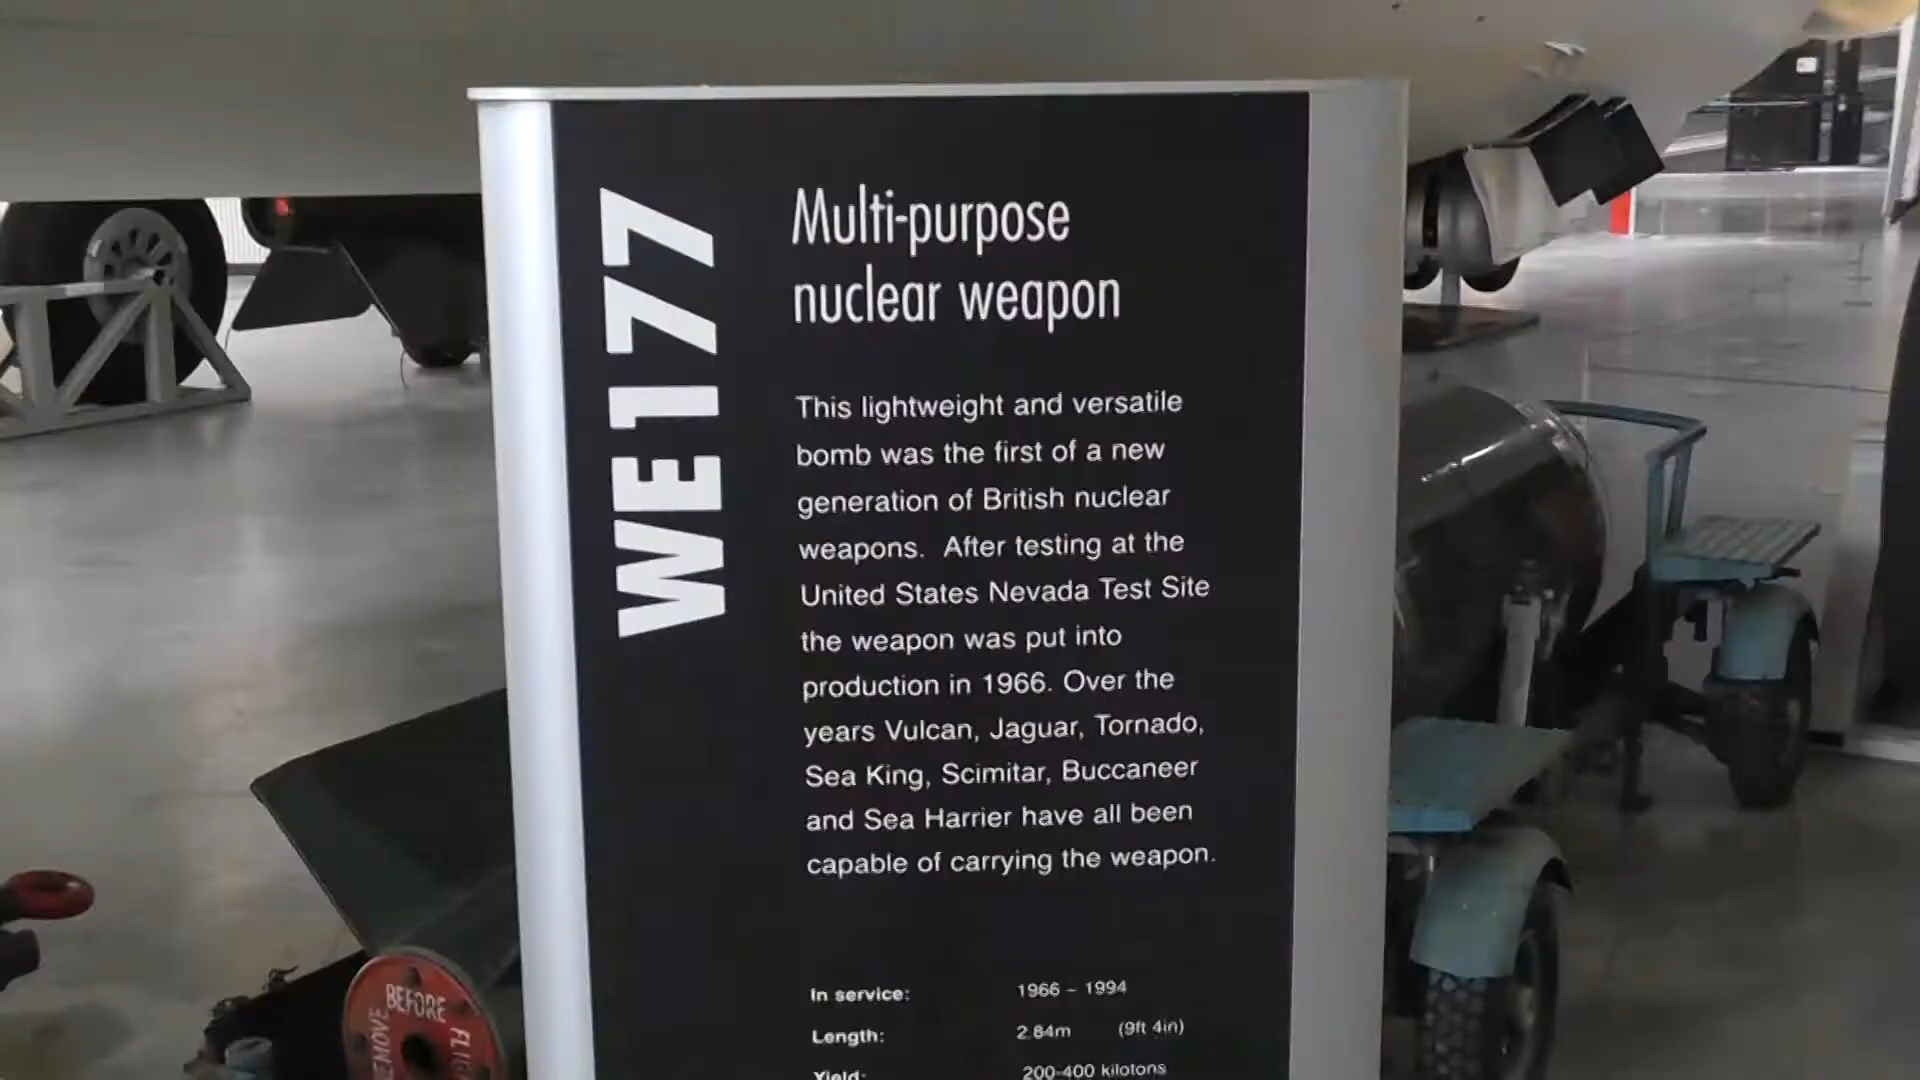 WE177
Multi-purpose
nuclear weapon
This lightweight and versatile
bomb was the first of a new
generation of British nuclear
weapons. After testing at the
United States Nevada Test Site
the weapon was put into
production in 1966. Over the
years Vulcan, Jaguar, Tornado,
Sea King, Scimitar, Buccaneer
and Sea Harrier have all been
capable of carrying the weapon.
In service: 1966 – 1994
Length: 2.84m (9ft 4in)
Yield: 200-400 kilotons
BEFORE